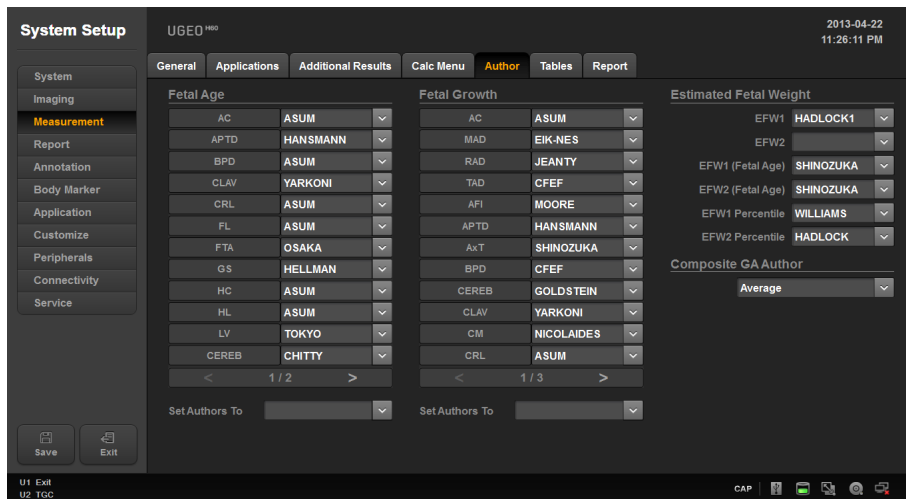 System Setup
UGEO H60
2013-04-22
11:26:11 PM
General Applications Additional Results Calc Menu Author Tables Report
System
Imaging
Measurement
Report
Annotation
Body Marker
Application
Customize
Peripherals
Connectivity
Service
Save Exit
Fetal Age
AC ASUM
APTD HANSMANN
BPD ASUM
CLAV YARKONI
CRL ASUM
FL ASUM
FTA OSAKA
GS HELLMAN
HC ASUM
HL ASUM
LV TOKYO
CEREB CHITTY
< 1 / 2 >
Set Authors To
Fetal Growth
AC ASUM
MAD EIK-NES
RAD JEANTY
TAD CFEF
AFI MOORE
APTD HANSMANN
AxT SHINOZUKA
BPD CFEF
CEREB GOLDSTEIN
CLAV YARKONI
CM NICOLAIDES
CRL ASUM
< 1 / 3 >
Set Authors To
Estimated Fetal Weight
EFW1 HADLOCK1
EFW2
EFW1 (Fetal Age) SHINOZUKA
EFW2 (Fetal Age) SHINOZUKA
EFW1 Percentile WILLIAMS
EFW2 Percentile HADLOCK
Composite GA Author
Average
U1 Exit
U2 TGC
CAP